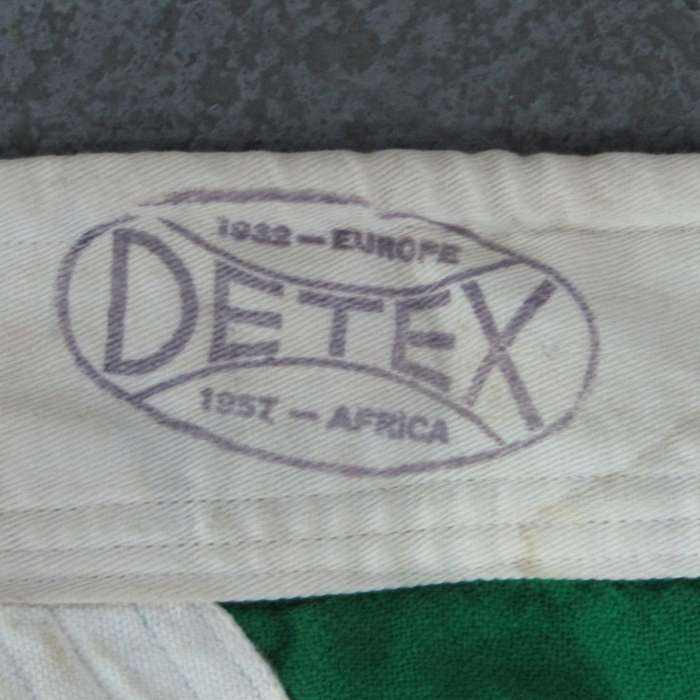 1932 – EUROPE
DETEX
1957 – AFRICA